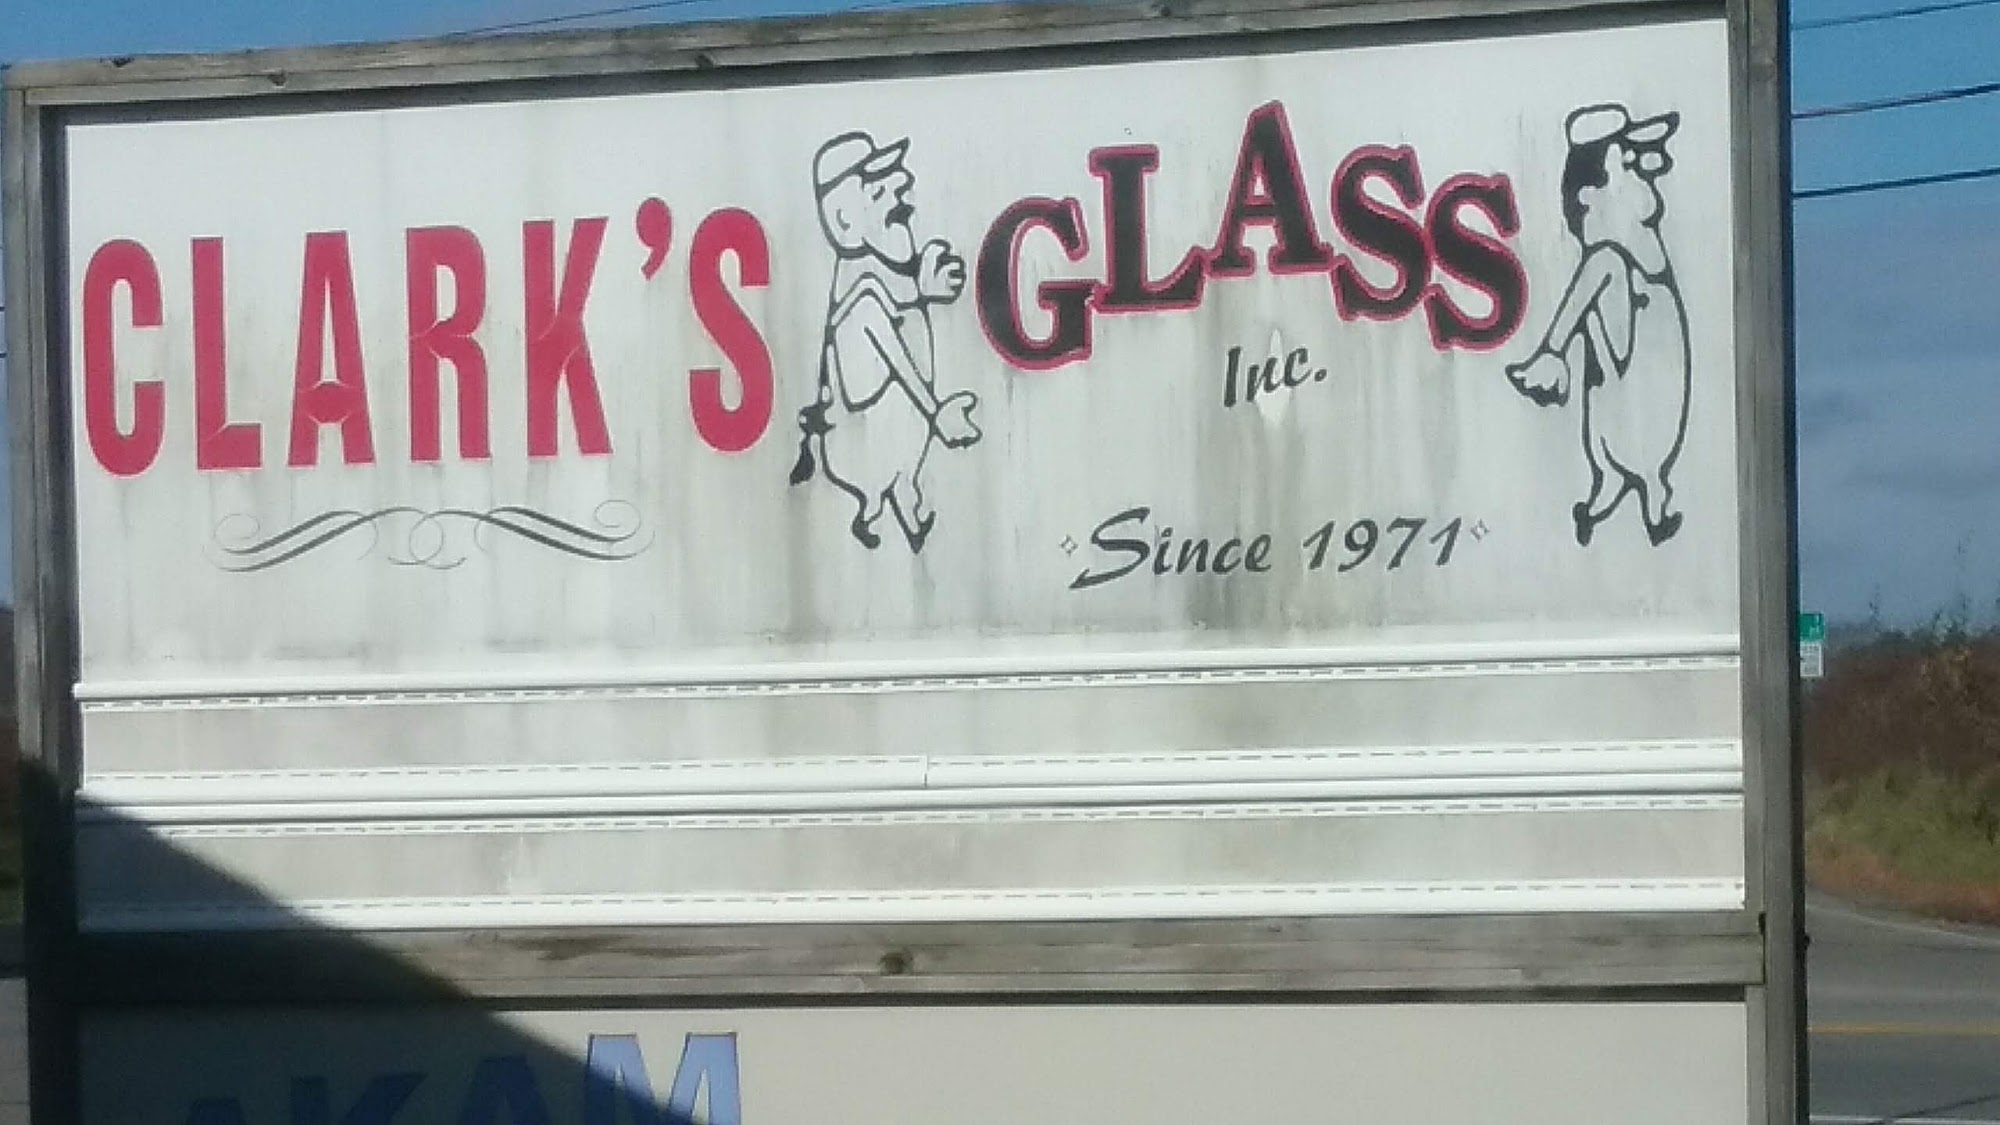 CLARK'S GLASS
Inc.
Since 1971